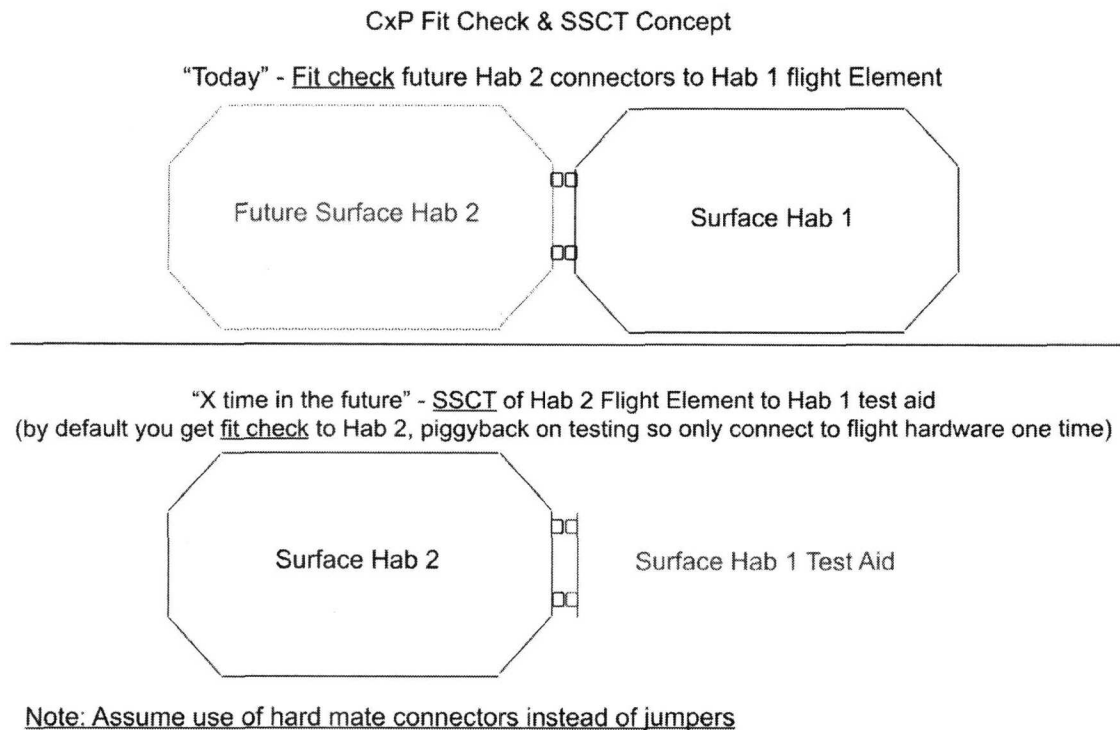 CxP Fit Check & SSCT Concept
“Today” - Fit check future Hab 2 connectors to Hab 1 flight Element
Future Surface Hab 2
Surface Hab 1
“X time in the future” - SSCT of Hab 2 Flight Element to Hab 1 test aid
(by default you get fit check to Hab 2, piggyback on testing so only connect to flight hardware one time)
Surface Hab 2
Surface Hab 1 Test Aid
Note: Assume use of hard mate connectors instead of jumpers